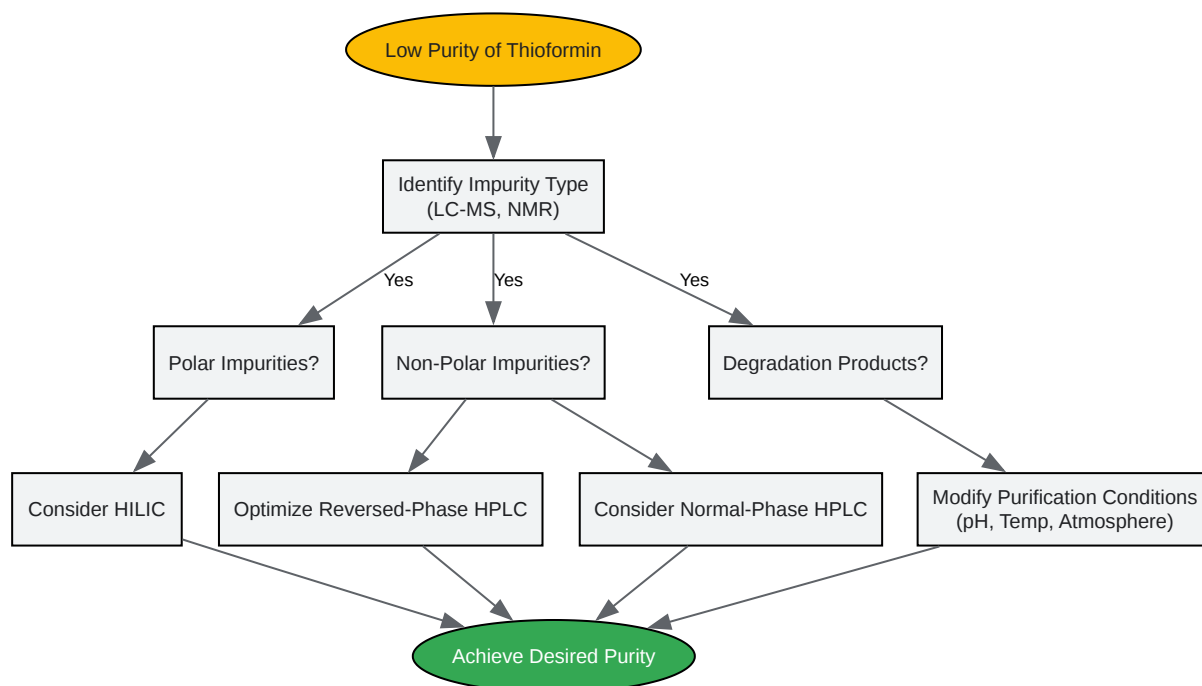 Low Purity of Thioformin
Identify Impurity Type
(LC-MS, NMR)
Yes
Yes
Yes
Polar Impurities?
Non-Polar Impurities?
Degradation Products?
Consider HILIC
Optimize Reversed-Phase HPLC
Consider Normal-Phase HPLC
Modify Purification Conditions
(pH, Temp, Atmosphere)
Achieve Desired Purity